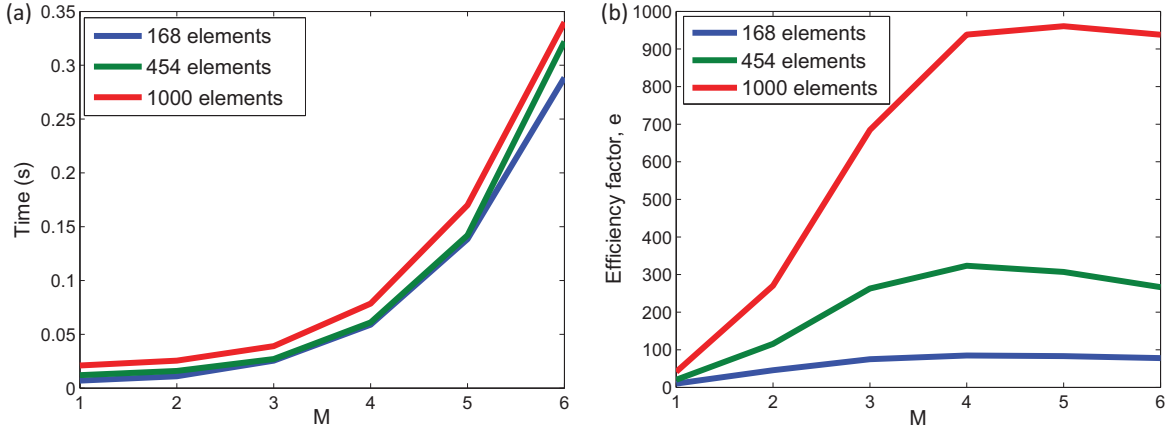 (a)
0.35
0.3
0.25
0.2
0.15
0.1
0.05
0
Time (s)
168 elements
454 elements
1000 elements
1 2 3 4 5 6
M
(b)
1000
900
800
700
600
500
400
300
200
100
0
Efficiency factor, e
168 elements
454 elements
1000 elements
1 2 3 4 5 6
M